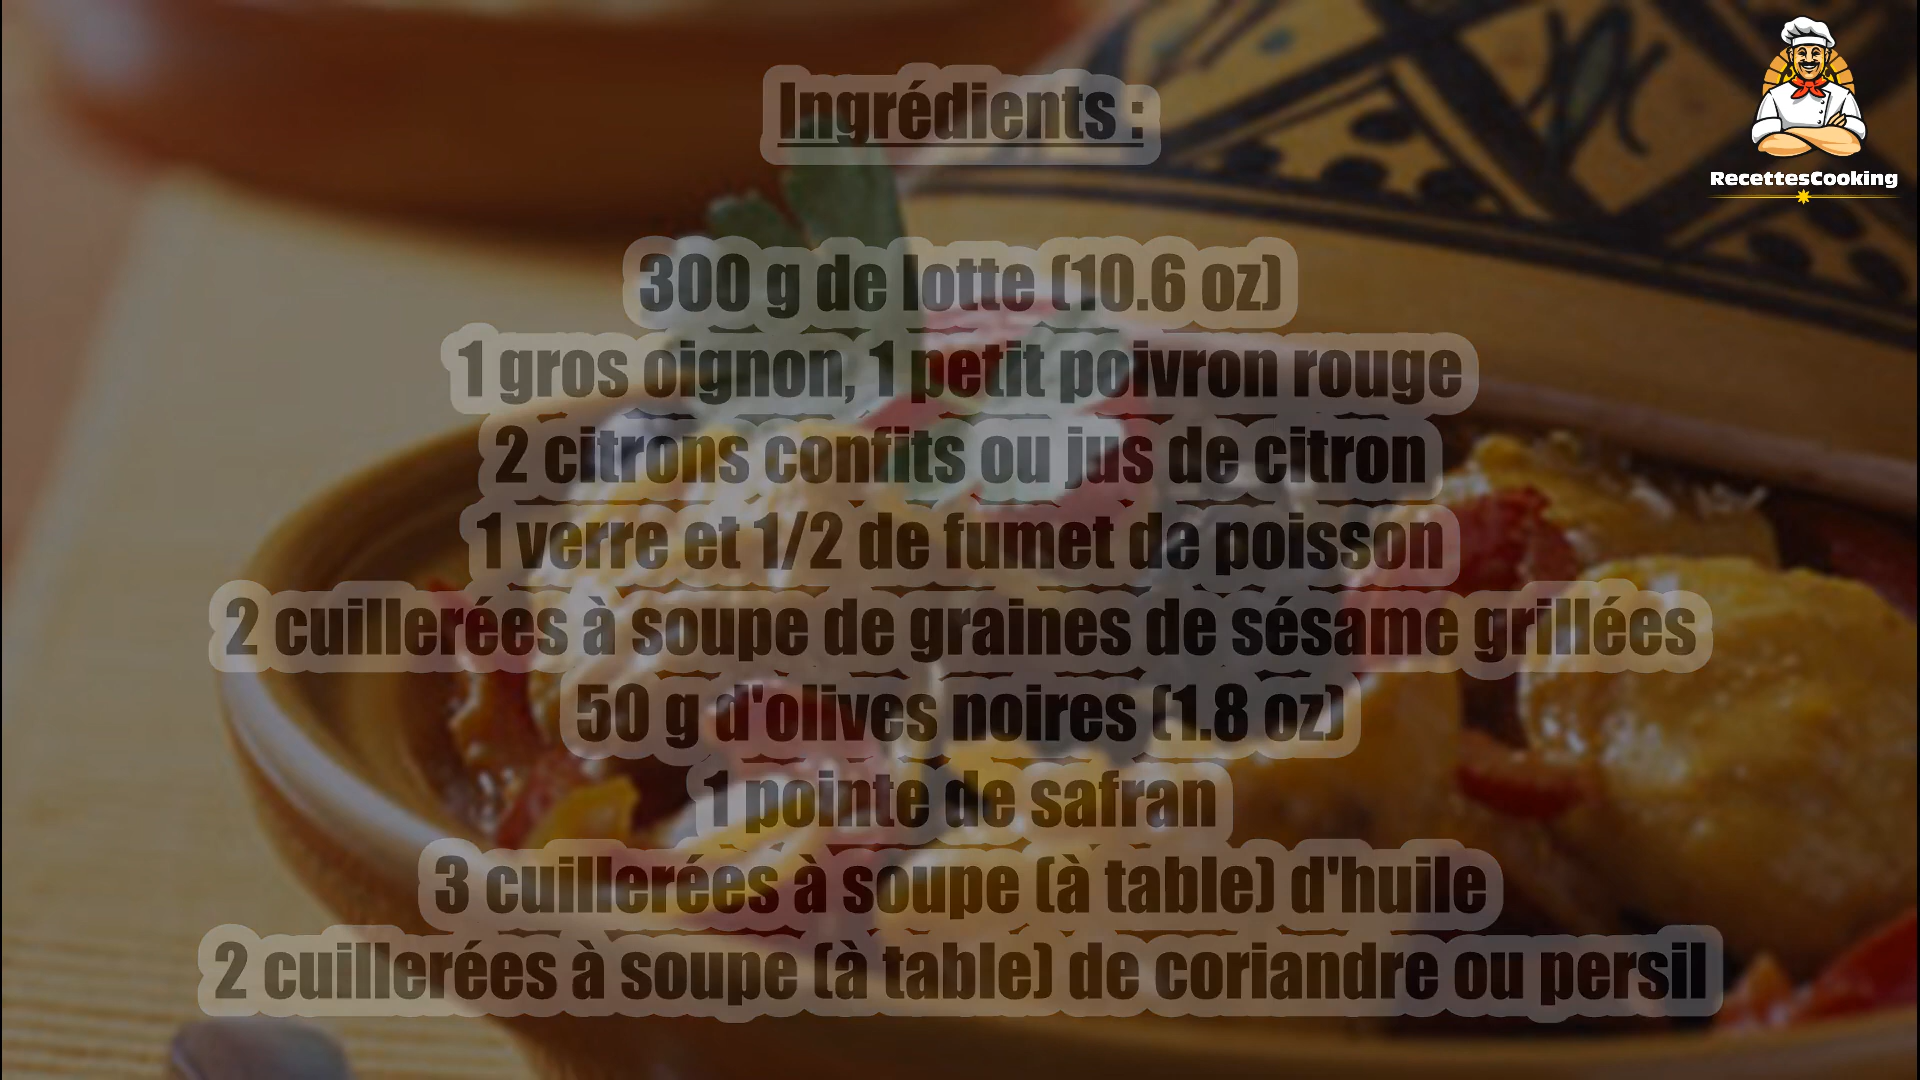 Ingrédients :
RecettesCooking
300 g de lotte (10.6 oz)
1 gros oignon, 1 petit poivron rouge
2 citrons confits ou jus de citron
1 verre et 1/2 de fumet de poisson
2 cuillerées à soupe de graines de sésame grillées
50 g d'olives noires (1.8 oz)
1 pointe de safran
3 cuillerées à soupe (à table) d'huile
2 cuillerées à soupe (à table) de coriandre ou persil